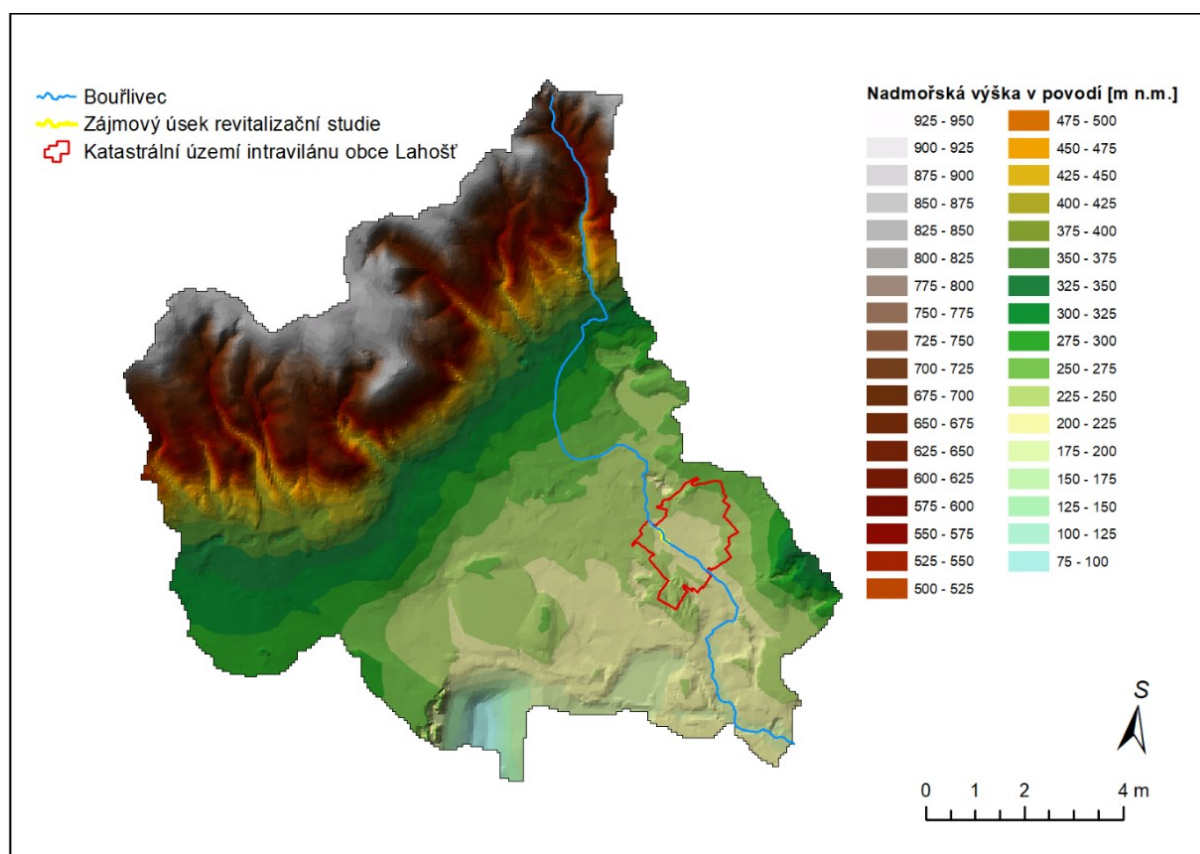 Bouřlivec
Zájmový úsek revitalizační studie
Katastrální území intravilánu obce Lahošť
Nadmořská výška v povodí [m n.m.]
925 - 950
900 - 925
875 - 900
850 - 875
825 - 850
800 - 825
775 - 800
750 - 775
725 - 750
700 - 725
675 - 700
650 - 675
625 - 650
600 - 625
575 - 600
550 - 575
525 - 550
500 - 525
475 - 500
450 - 475
425 - 450
400 - 425
375 - 400
350 - 375
325 - 350
300 - 325
275 - 300
250 - 275
225 - 250
200 - 225
175 - 200
150 - 175
125 - 150
100 - 125
75 - 100
S
0 1 2 4 m